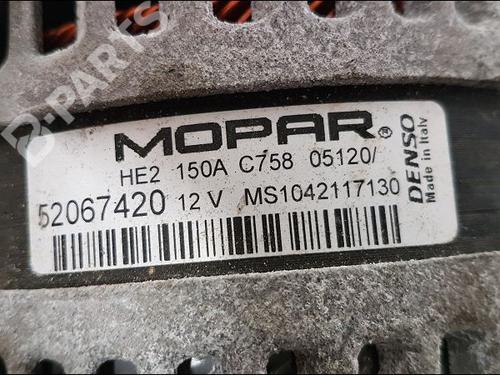 B-PARTS
MOPAR®
HE2 150A C758 05120/
52067420 12 V MS1042117130
DENSO
Made in Italy